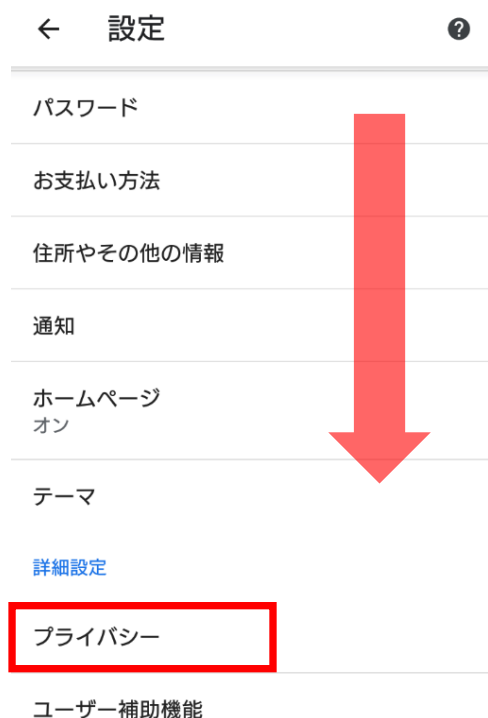 設定
パスワード
お支払い方法
住所やその他の情報
通知
ホームページ
オン
テーマ
詳細設定
プライバシー
ユーザー補助機能